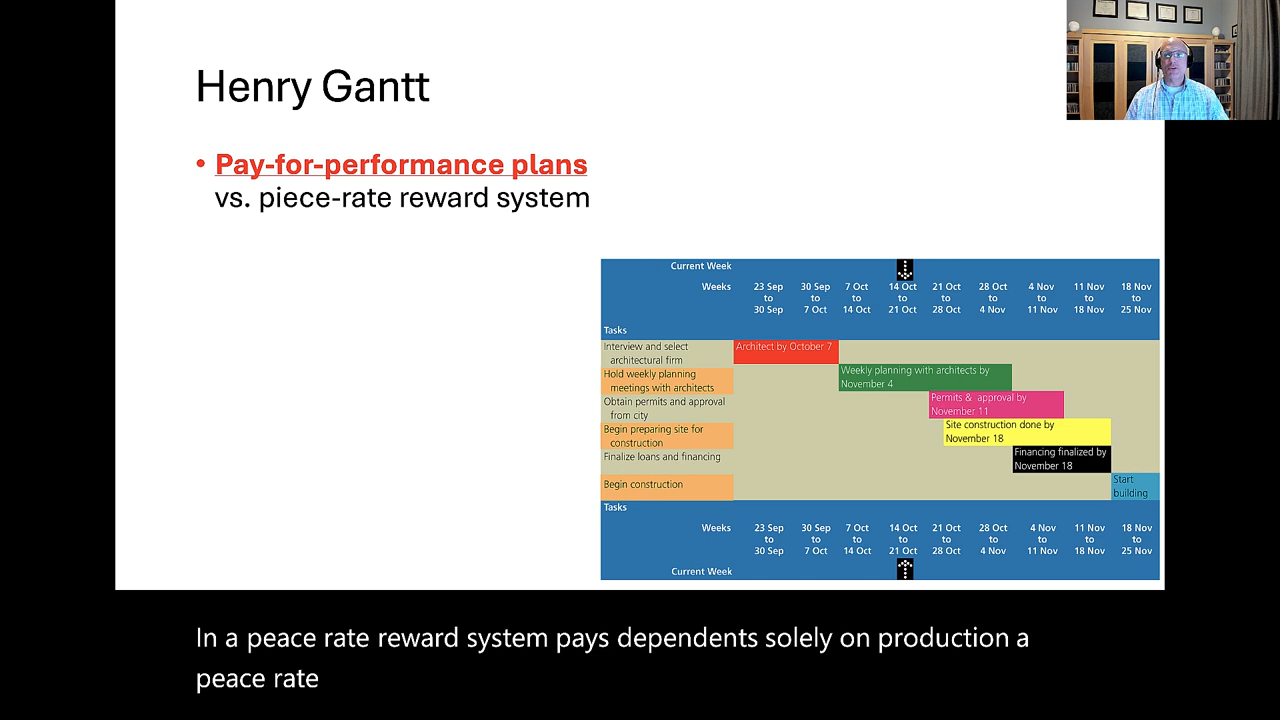 Henry Gantt
• Pay-for-performance plans
vs. piece-rate reward system
Current Week
Weeks
23 Sep to 30 Sep
30 Sep to 7 Oct
7 Oct to 14 Oct
14 Oct to 21 Oct
21 Oct to 28 Oct
28 Oct to 4 Nov
4 Nov to 11 Nov
11 Nov to 18 Nov
18 Nov to 25 Nov
Tasks
Interview and select
architectural firm
Architect by October 7
Hold weekly planning
meetings with architects
Weekly planning with architects by
November 4
Obtain permits and approval
from city
Permits & approval by
November 11
Begin preparing site for
construction
Site construction done by
November 18
Finalize loans and financing
Financing finalized by
November 18
Begin construction
Start
building
Tasks
Weeks
23 Sep to 30 Sep
30 Sep to 7 Oct
7 Oct to 14 Oct
14 Oct to 21 Oct
21 Oct to 28 Oct
28 Oct to 4 Nov
4 Nov to 11 Nov
11 Nov to 18 Nov
18 Nov to 25 Nov
Current Week
In a peace rate reward system pays dependents solely on production a
peace rate